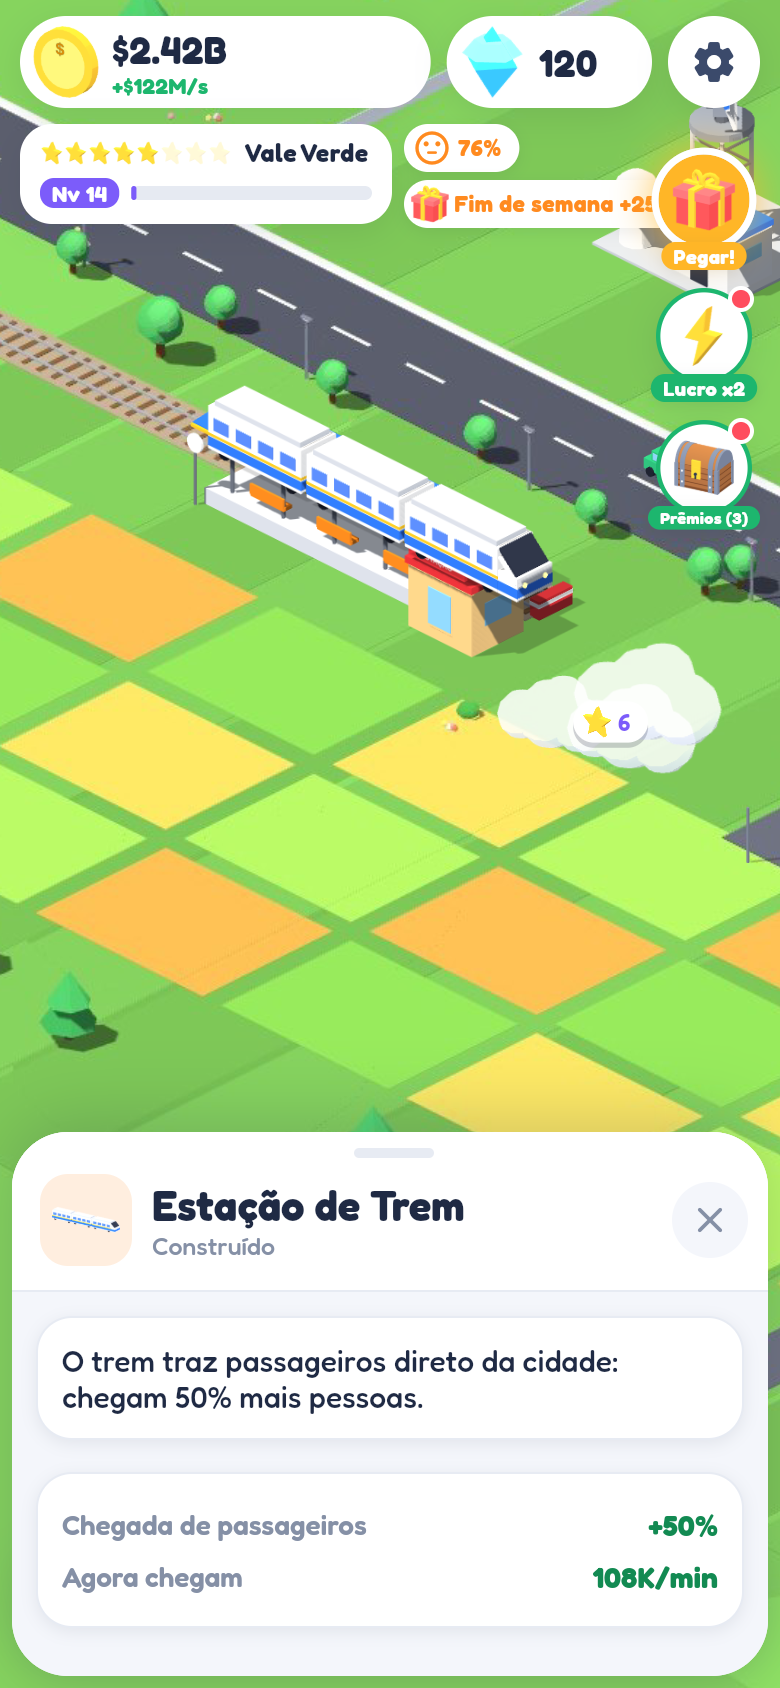 $2.42B
+$122M/s
120
Vale Verde
Nv 14
76%
Fim de semana +25
Pegar!
Lucro x2
Prêmios (3)
6
Estação de Trem
Construído
O trem traz passageiros direto da cidade:
chegam 50% mais pessoas.
Chegada de passageiros +50%
Agora chegam 108K/min